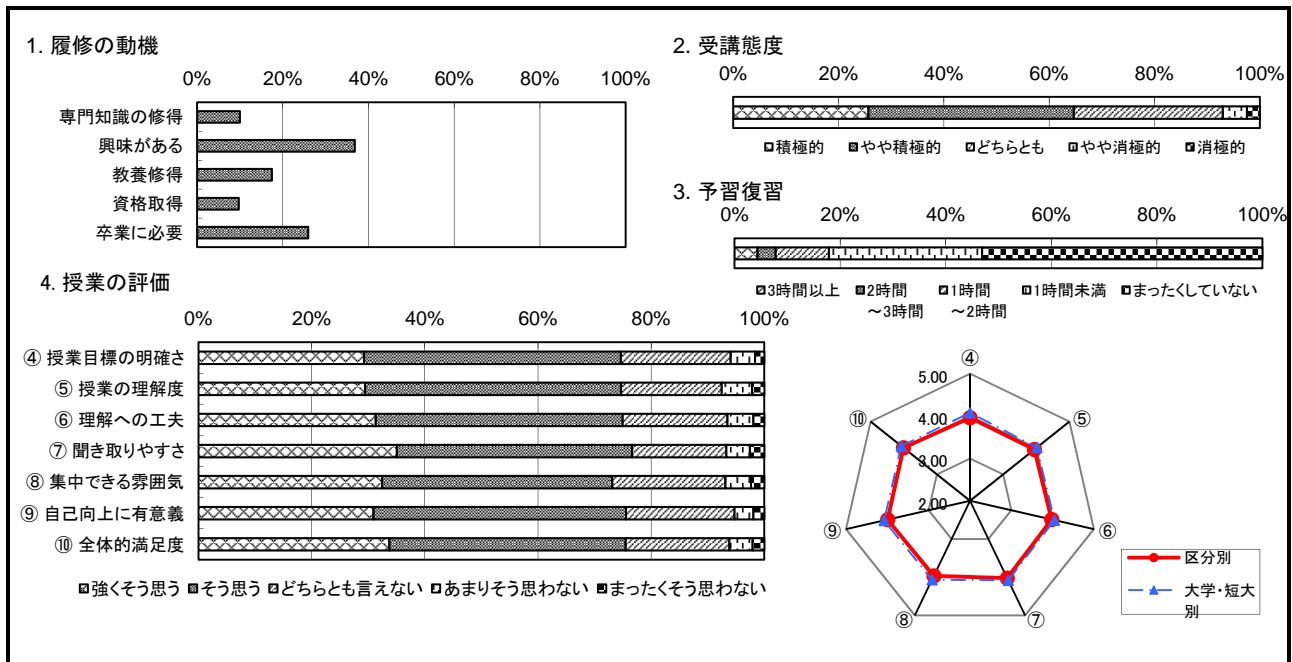 1. 履修の動機
0% 20% 40% 60% 80% 100%
専門知識の修得
興味がある
教養修得
資格取得
卒業に必要
2. 受講態度
0% 20% 40% 60% 80% 100%
積極的 やや積極的 どちらとも やや消極的 消極的
3. 予習復習
0% 20% 40% 60% 80% 100%
3時間以上 2時間 1時間 1時間未満 まったくしていない
～3時間 ～2時間
4. 授業の評価
0% 20% 40% 60% 80% 100%
④ 授業目標の明確さ
⑤ 授業の理解度
⑥ 理解への工夫
⑦ 聞き取りやすさ
⑧ 集中できる雰囲気
⑨ 自己向上に有意義
⑩ 全体的満足度
強くそう思う そう思う どちらとも言えない あまりそう思わない まったくそう思わない
④
5.00
⑩ ⑤
4.00
3.00
2.00
⑨ ⑥
⑧ ⑦
区分別
大学・短大
別